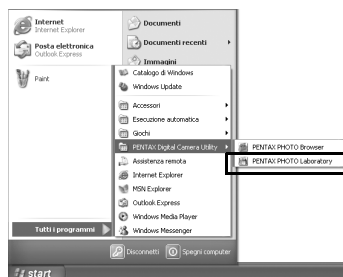 Internet
Internet Explorer
Posta elettronica
Outlook Express
Paint
Tutti i programmi
Documenti
Documenti recenti
Immagini
Catalogo di Windows
Windows Update
Accessori
Esecuzione automatica
Giochi
PENTAX Digital Camera Utility
Assistenza remota
Internet Explorer
MSN Explorer
Outlook Express
Windows Media Player
Windows Messenger
PENTAX PHOTO Browser
PENTAX PHOTO Laboratory
Disconnetti
Spegni computer
start